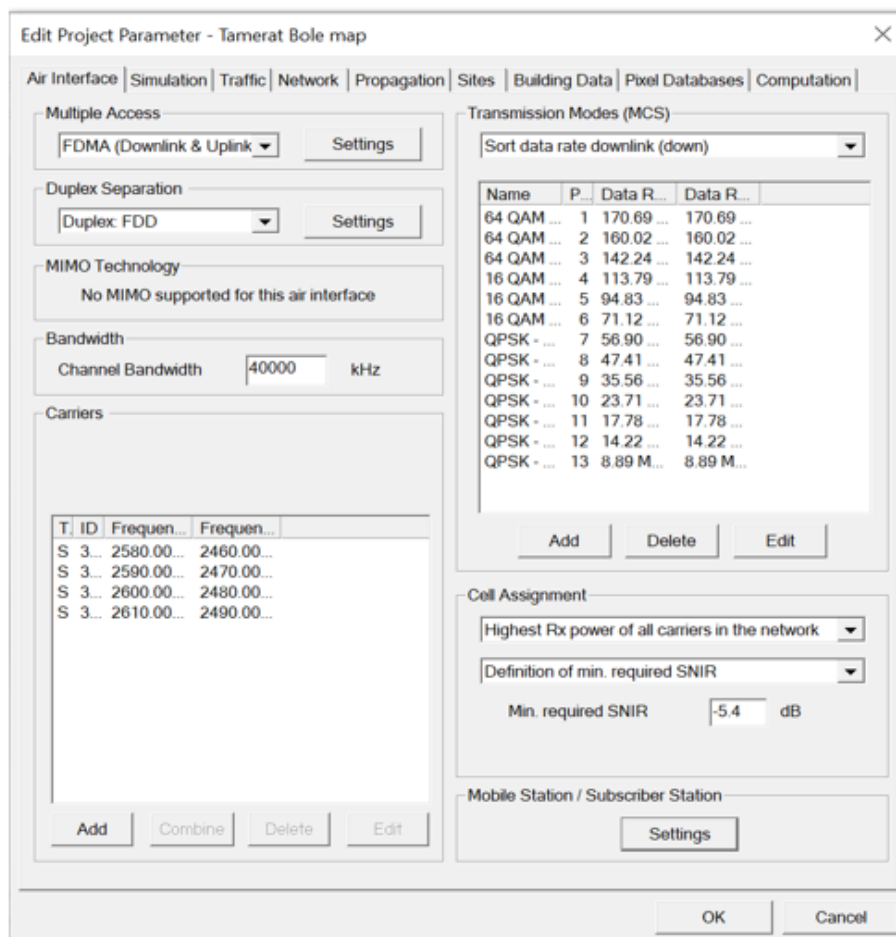 Edit Project Parameter - Tamerat Bole map
Air Interface Simulation Traffic Network Propagation Sites Building Data Pixel Databases Computation
Multiple Access
FDMA (Downlink & Uplink
Settings
Duplex Separation
Duplex: FDD
Settings
MIMO Technology
No MIMO supported for this air interface
Bandwidth
Channel Bandwidth 40000 kHz
Carriers
T. ID Frequen... Frequen...
S 3... 2580.00... 2460.00...
S 3... 2590.00... 2470.00...
S 3... 2600.00... 2480.00...
S 3... 2610.00... 2490.00...
Add Combine Delete Edit
Transmission Modes (MCS)
Sort data rate downlink (down)
Name P... Data R... Data R...
64 QAM ... 1 170.69 ... 170.69 ...
64 QAM ... 2 160.02 ... 160.02 ...
64 QAM ... 3 142.24 ... 142.24 ...
16 QAM ... 4 113.79 ... 113.79 ...
16 QAM ... 5 94.83 ... 94.83 ...
16 QAM ... 6 71.12 ... 71.12 ...
QPSK - ... 7 56.90 ... 56.90 ...
QPSK - ... 8 47.41 ... 47.41 ...
QPSK - ... 9 35.56 ... 35.56 ...
QPSK - ... 10 23.71 ... 23.71 ...
QPSK - ... 11 17.78 ... 17.78 ...
QPSK - ... 12 14.22 ... 14.22 ...
QPSK - ... 13 8.89 M... 8.89 M...
Add Delete Edit
Cell Assignment
Highest Rx power of all carriers in the network
Definition of min. required SNIR
Min. required SNIR -5.4 dB
Mobile Station / Subscriber Station
Settings
OK Cancel